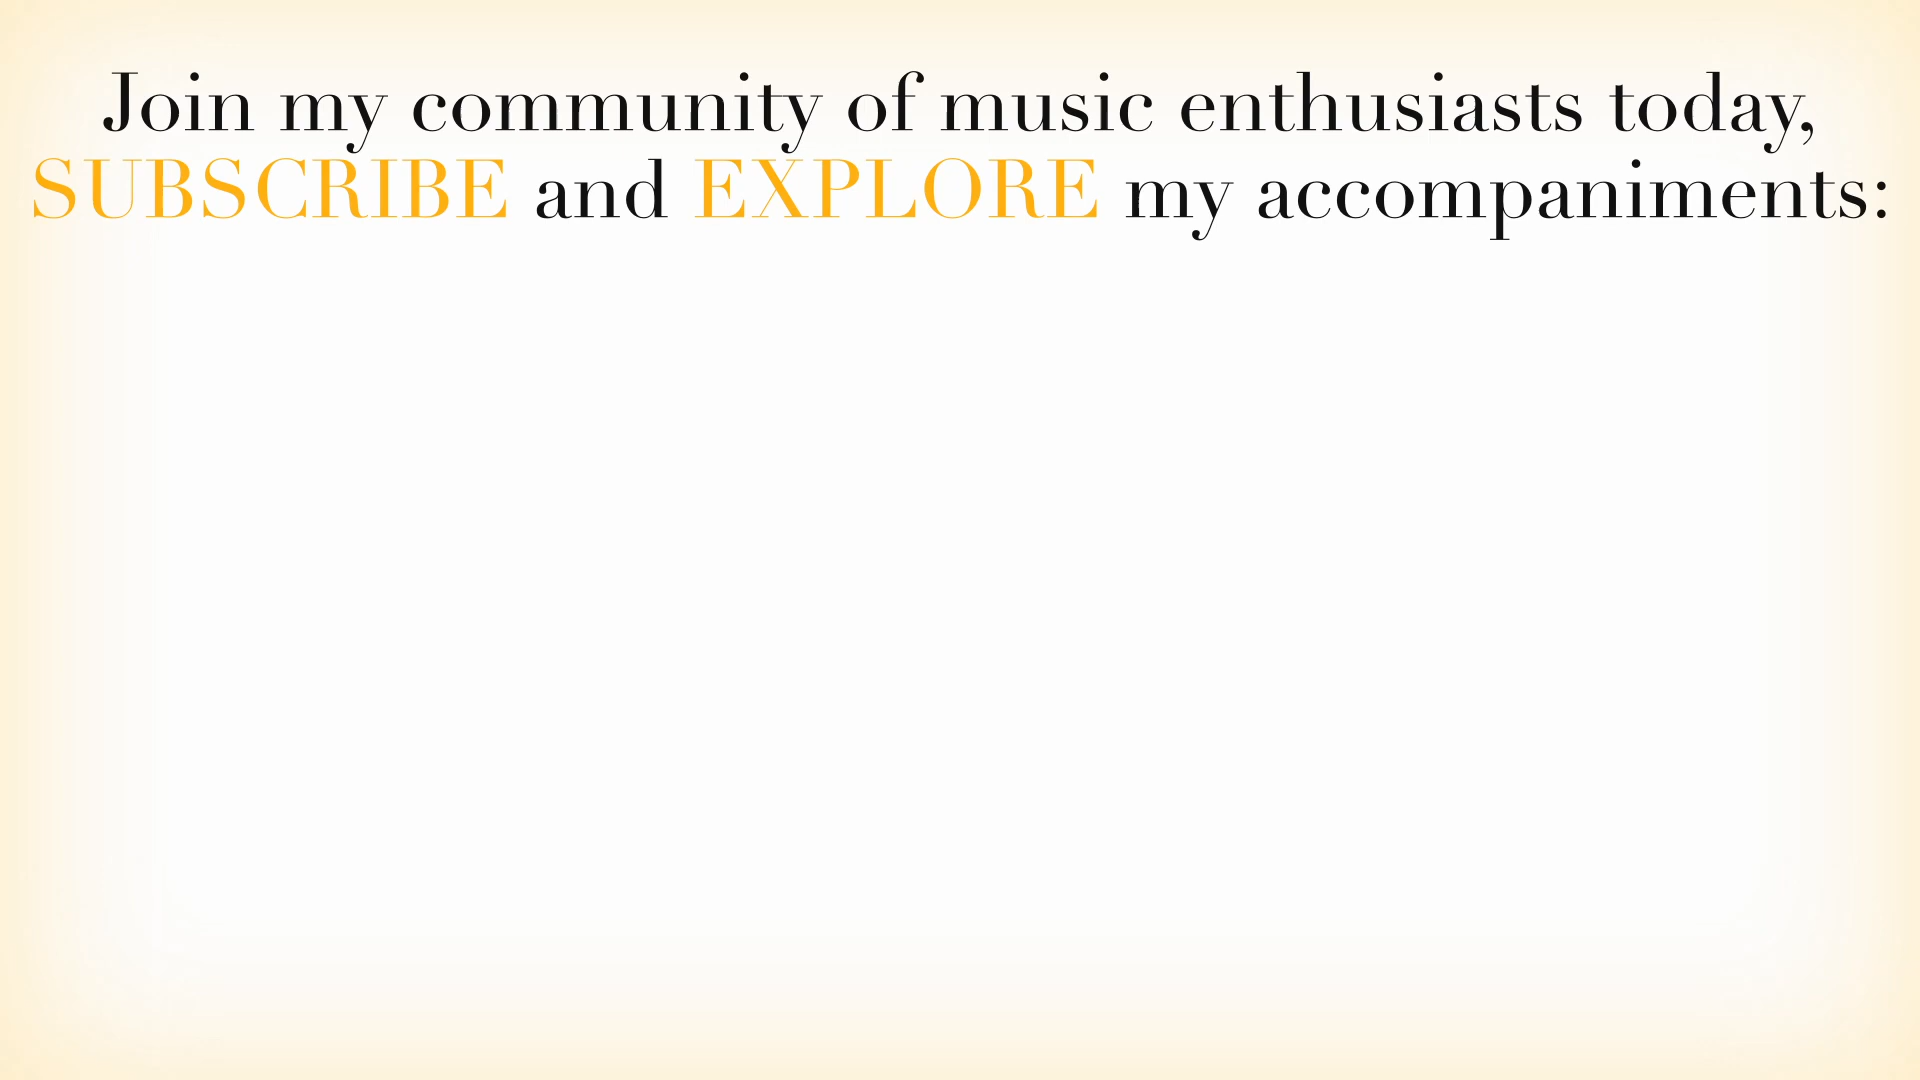 Join my community of music enthusiasts today,
SUBSCRIBE and EXPLORE my accompaniments: